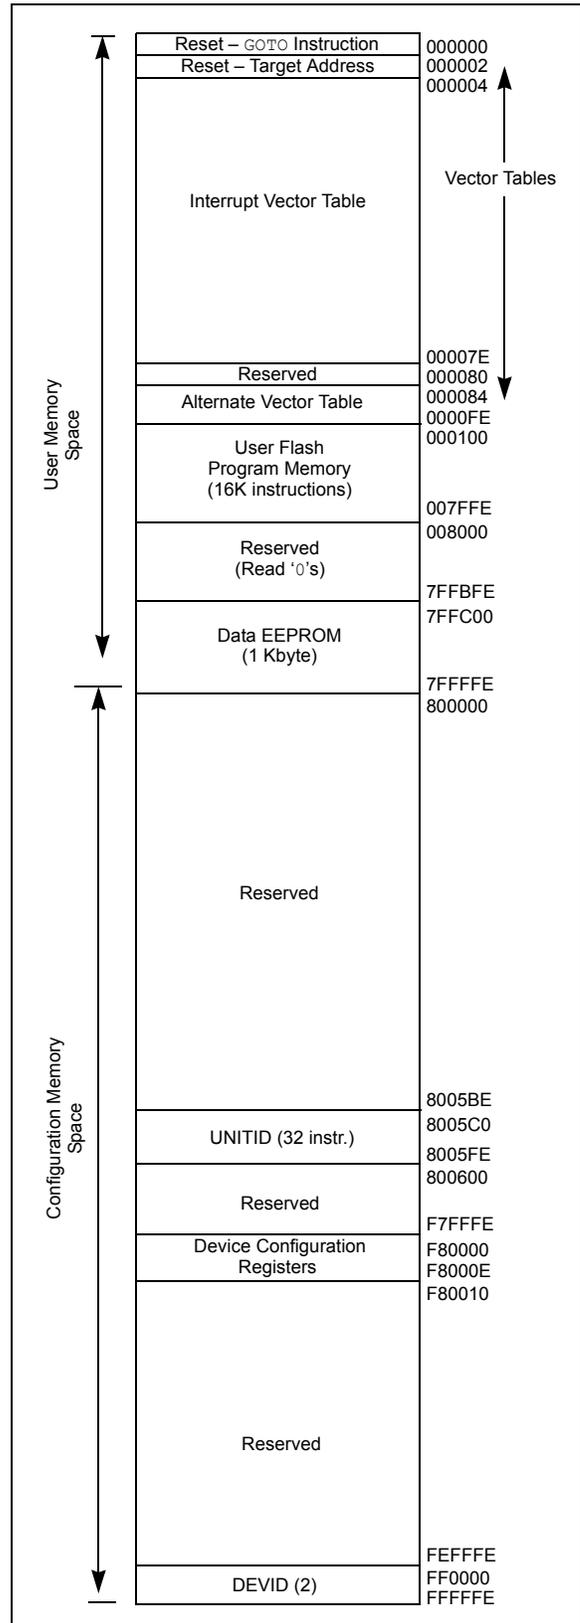 Reset – GOTO Instruction
000000
Reset – Target Address
000002
000004
Vector Tables
Interrupt Vector Table
00007E
Reserved
000080
000084
Alternate Vector Table
0000FE
000100
User Flash
Program Memory
(16K instructions)
007FFE
008000
Reserved
(Read ‘0’s)
7FFBFE
7FFC00
Data EEPROM
(1 Kbyte)
7FFFFE
800000
User Memory
Space
Reserved
8005BE
8005C0
UNITID (32 instr.)
8005FE
800600
Reserved
F7FFFE
Device Configuration
Registers
F80000
F8000E
F80010
Configuration Memory
Space
Reserved
FEFFFE
FF0000
DEVID (2)
FFFFFE